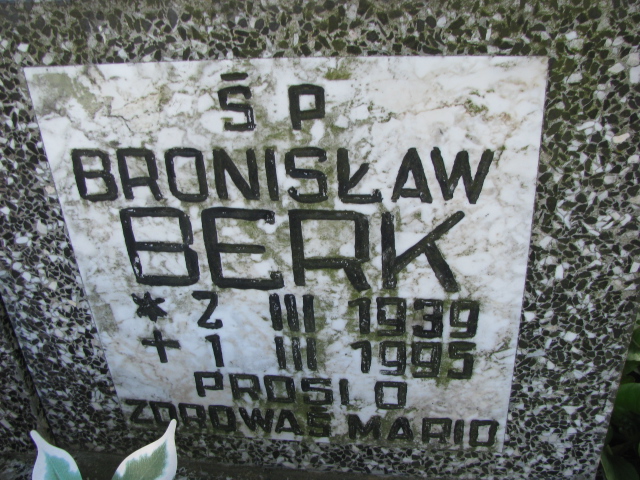 Ś P
BRONISŁAW
BERK
* 2 III 1939
+ 1 III 1995
PROSI O
ZDROWAŚ MARIO